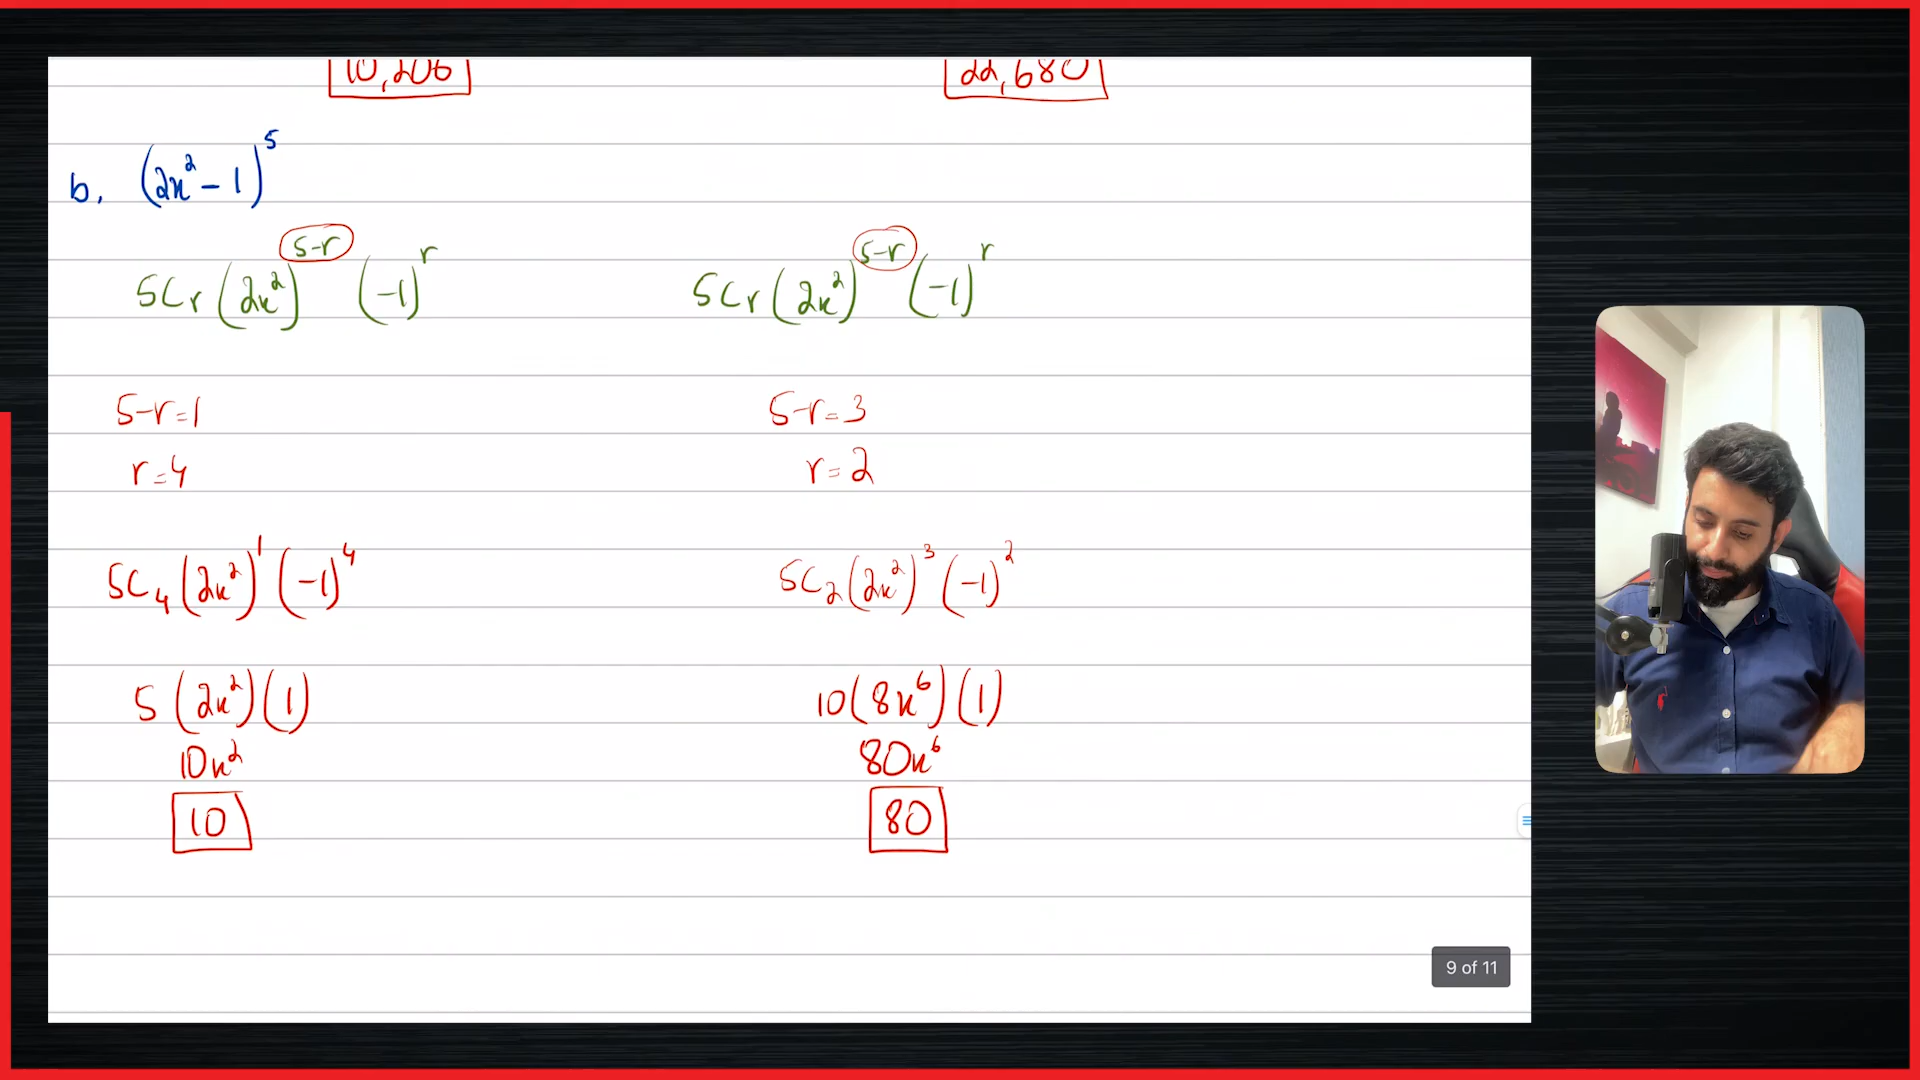 10,206 22,680
b. (2x² - 1)⁵
5Cr (2x²)⁵⁻ʳ (-1)ʳ 5Cr (2x²)⁵⁻ʳ (-1)ʳ
5-r=1 5-r=3
r=4 r=2
5C₄ (2x²)¹ (-1)⁴ 5C₂ (2x²)³ (-1)²
5 (2x²)(1) 10(8x⁶)(1)
10x² 80x⁶
10 80
9 of 11